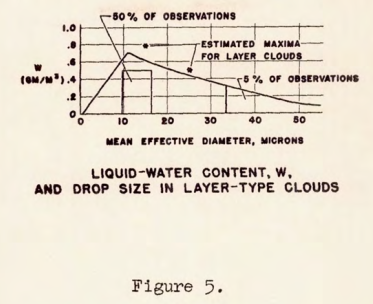 50 % OF OBSERVATIONS
1.0
.8
.6
.4
.2
0
W
(GM/M³)
* ESTIMATED MAXIMA
FOR LAYER CLOUDS
5 % OF OBSERVATIONS
0 10 20 30 40 50
MEAN EFFECTIVE DIAMETER, MICRONS
LIQUID-WATER CONTENT, W,
AND DROP SIZE IN LAYER-TYPE CLOUDS
Figure 5.